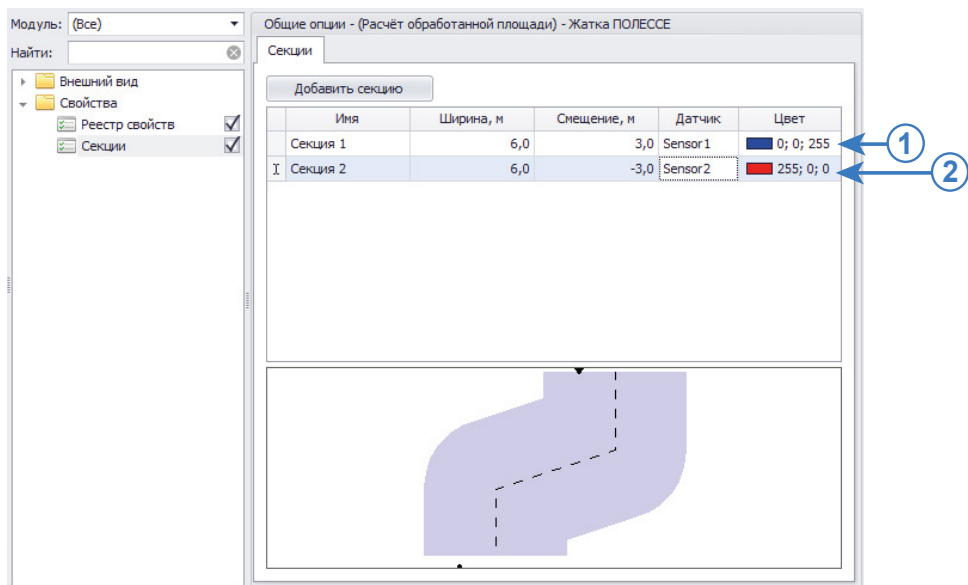 Модуль: (Все)
Найти:
Внешний вид
Свойства
Реестр свойств
Секции
Общие опции - (Расчёт обработанной площади) - Жатка ПОЛЕССЕ
Секции
Добавить секцию
Имя Ширина, м Смещение, м Датчик Цвет
Секция 1 6,0 3,0 Sensor1 0; 0; 255
Секция 2 6,0 -3,0 Sensor2 255; 0; 0
1
2